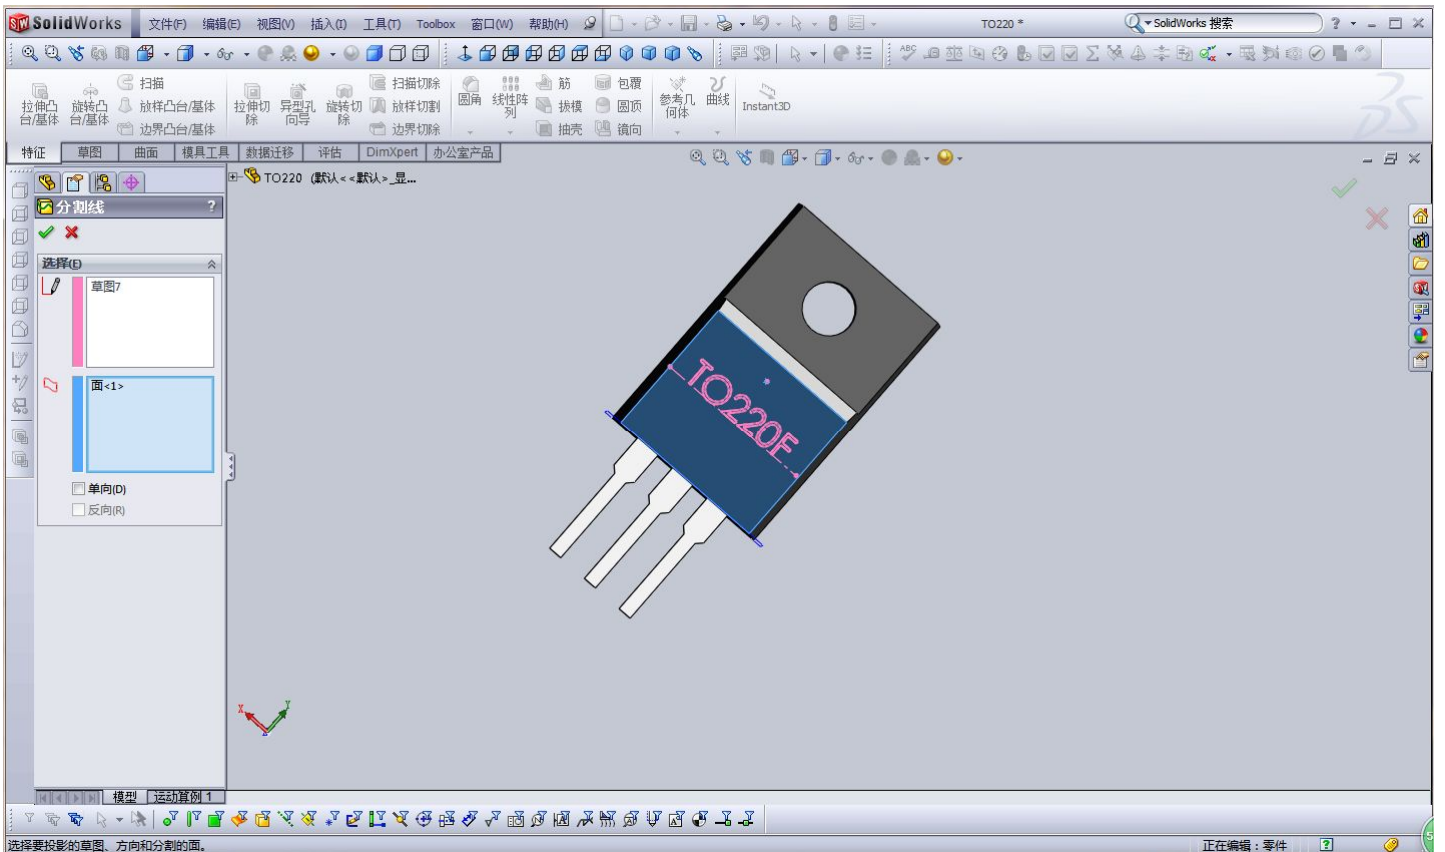 SolidWorks 文件(F) 编辑(E) 视图(V) 插入(I) 工具(T) Toolbox 窗口(W) 帮助(H) TO220 * SolidWorks 搜索
拉伸凸台/基体 旋转凸台/基体 扫描 放样凸台/基体 边界凸台/基体 拉伸切除 异型孔向导 旋转切除 扫描切除 放样切割 边界切除 圆角 线性阵列 筋 拔模 抽壳 包覆 圆顶 镜向 参考几何体 曲线 Instant3D
特征 草图 曲面 模具工具 数据迁移 评估 DimXpert 办公室产品
TO220 (默认<<默认>_显...
分割线 ?
选择(E)
草图7
面<1>
单向(D)
反向(R)
TO220F
X Y
模型 运动算例 1
选择要投影的草图、方向和分割的面。 正在编辑：零件